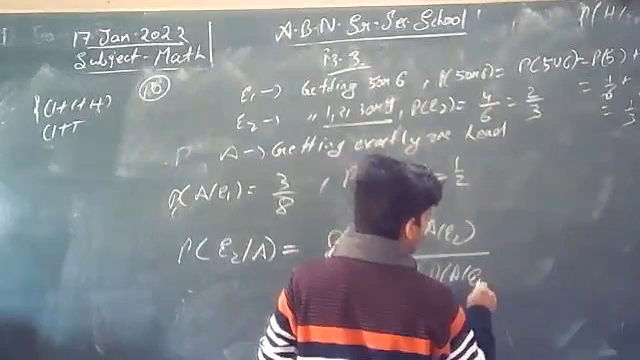 17 Jan. 2022
Subject-Math
A.B.N. Sr. Sec. School
13.3
10
E₁ → Getting 5 or 6, P(5 or 6) = P(5∪6) = P(5) +
= 1/6 +
E₂ → " 1, 2, 3 or 4, P(E₂) = 4/6 = 2/3
= 1/3
A → Getting exactly one Head
P(A/E₁) = 3/8 ,
= 1/2
P(E₂/A) =
A/E₂)
P(A/E
P(H/